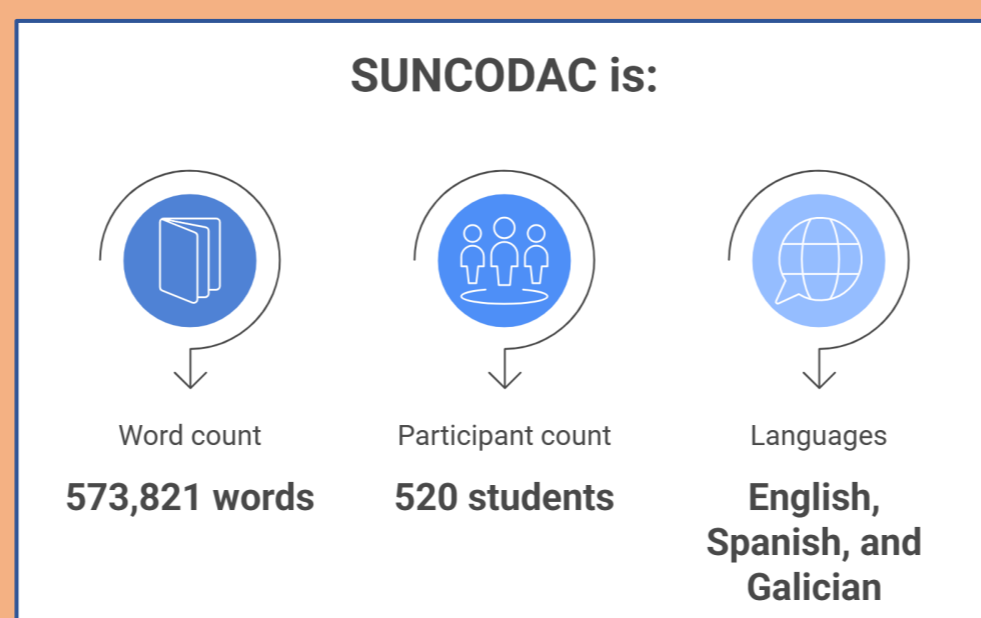 SUNCODAC is:
Word count
573,821 words
Participant count
520 students
Languages
English,
Spanish, and
Galician